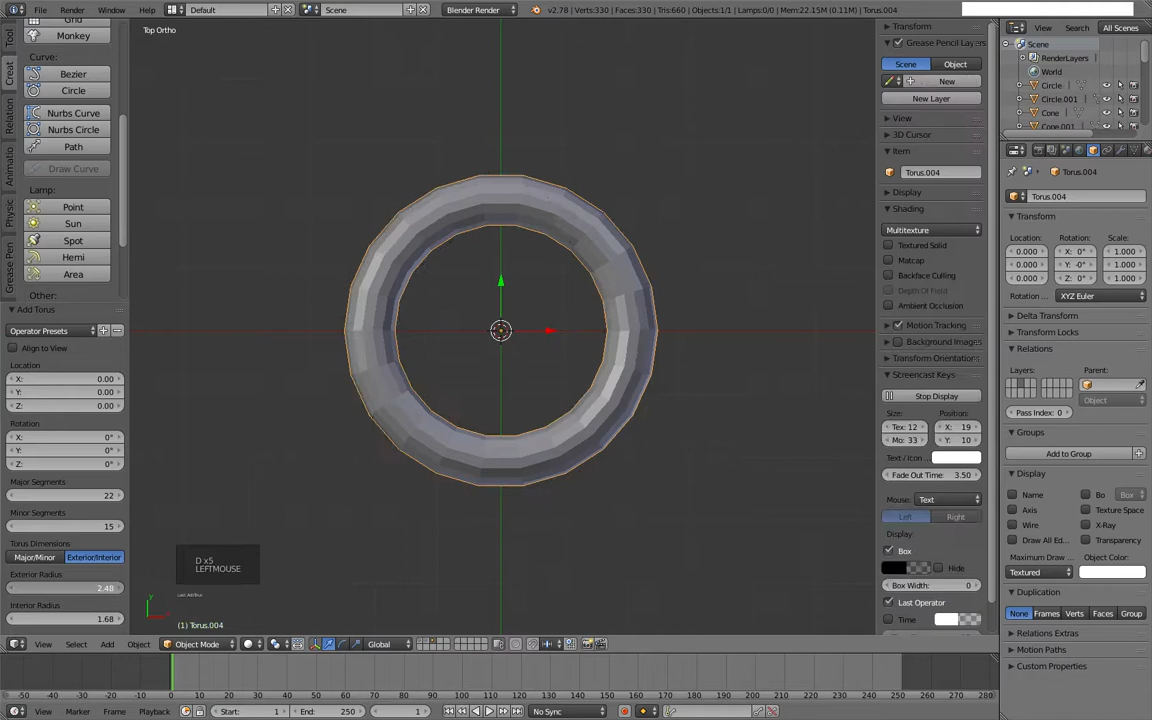 File Render Window Help
Default
Scene
Blender Render
v2.78 | Verts:330 | Faces:330 | Tris:660 | Objects:1/1 | Lamps:0/0 | Mem:22.15M (0.11M) | Torus.004
View Search All Scenes
Scene
RenderLayers
World
Circle
Circle.001
Cone
Cone.001
Grid
Monkey
Curve:
Bezier
Circle
Nurbs Curve
Nurbs Circle
Path
Draw Curve
Lamp:
Point
Sun
Spot
Hemi
Area
Other:
Tool
Creat
Relation
Animatio
Physic
Grease Pen
Add Torus
Operator Presets
Align to View
Location
X: 0.00
Y: 0.00
Z: 0.00
Rotation
X: 0°
Y: 0°
Z: 0°
Major Segments
22
Minor Segments
15
Torus Dimensions
Major/Minor Exterior/Interior
Exterior Radius
2.48
Interior Radius
1.68
Top Ortho
D x5
LEFTMOUSE
(1) Torus.004
Transform
Grease Pencil Layers
Scene Object
New
New Layer
View
3D Cursor
Item
Torus.004
Display
Shading
Multitexture
Textured Solid
Matcap
Backface Culling
Depth Of Field
Ambient Occlusion
Motion Tracking
Background Images
Transform Orientations
Screencast Keys
Stop Display
Size: Position:
Tex: 12 X: 19
Mo: 33 Y: 10
Text / Icon ...
Fade Out Time: 3.50
Mouse: Text
Left Right
Display:
Box
Hide
Box Width: 0
Last Operator
Time
Torus.004
Torus.004
Transform
Location: Rotation: Scale:
0.000 X: 0° 1.000
0.000 Y: -0° 1.000
0.000 Z: 0° 1.000
Rotation ... XYZ Euler
Delta Transform
Transform Locks
Relations
Layers: Parent:
Object
Pass Index: 0
Groups
Add to Group
Display
Name Bo Box
Axis Texture Space
Wire X-Ray
Draw All Ed... Transparency
Maximum Draw ... Object Color:
Textured
Duplication
None Frames Verts Faces Group
Relations Extras
Motion Paths
Custom Properties
View Select Add Object Object Mode Global
-50 -40 -30 -20 -10 0 10 20 30 40 50 60 70 80 90 100 110 120 130 140 150 160 170 180 190 200 210 220 230 240 250 260 270 280
View Marker Frame Playback Start: 1 End: 250 1 No Sync